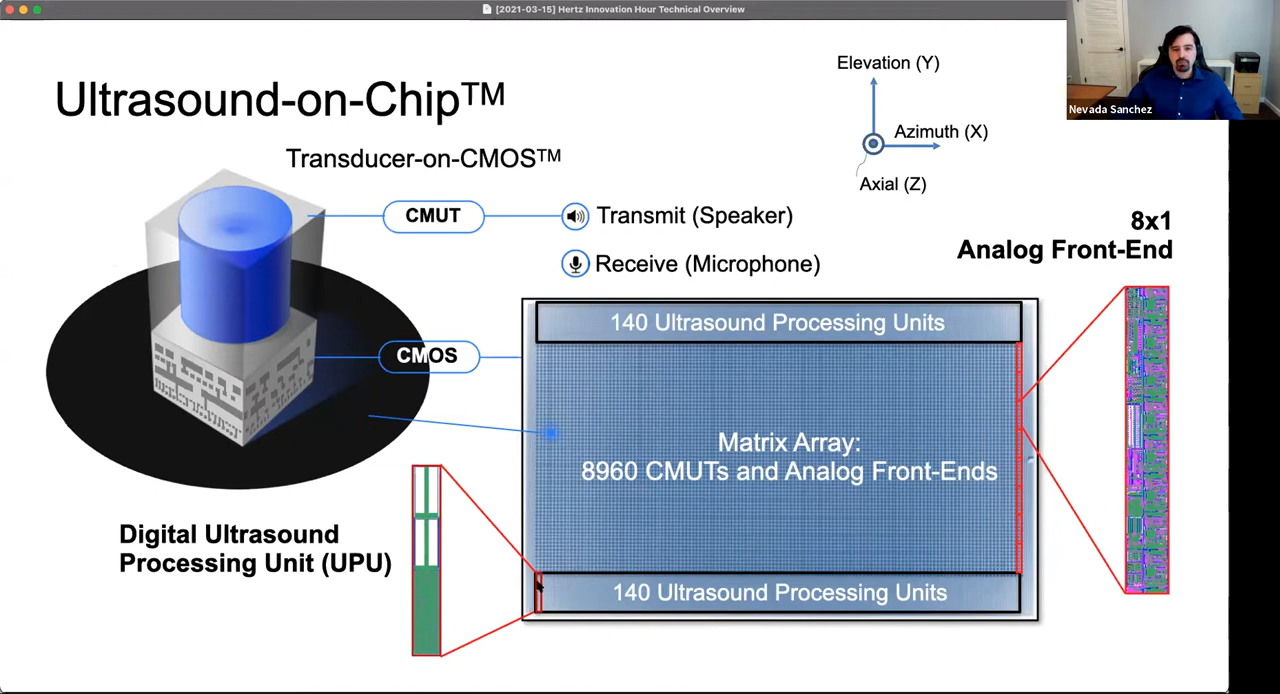 [2021-03-15] Hertz Innovation Hour Technical Overview
Nevada Sanchez
Ultrasound-on-Chip™
Elevation (Y)
Azimuth (X)
Axial (Z)
Transducer-on-CMOS™
CMUT
Transmit (Speaker)
Receive (Microphone)
8x1
Analog Front-End
140 Ultrasound Processing Units
CMOS
Matrix Array:
8960 CMUTs and Analog Front-Ends
Digital Ultrasound
Processing Unit (UPU)
140 Ultrasound Processing Units